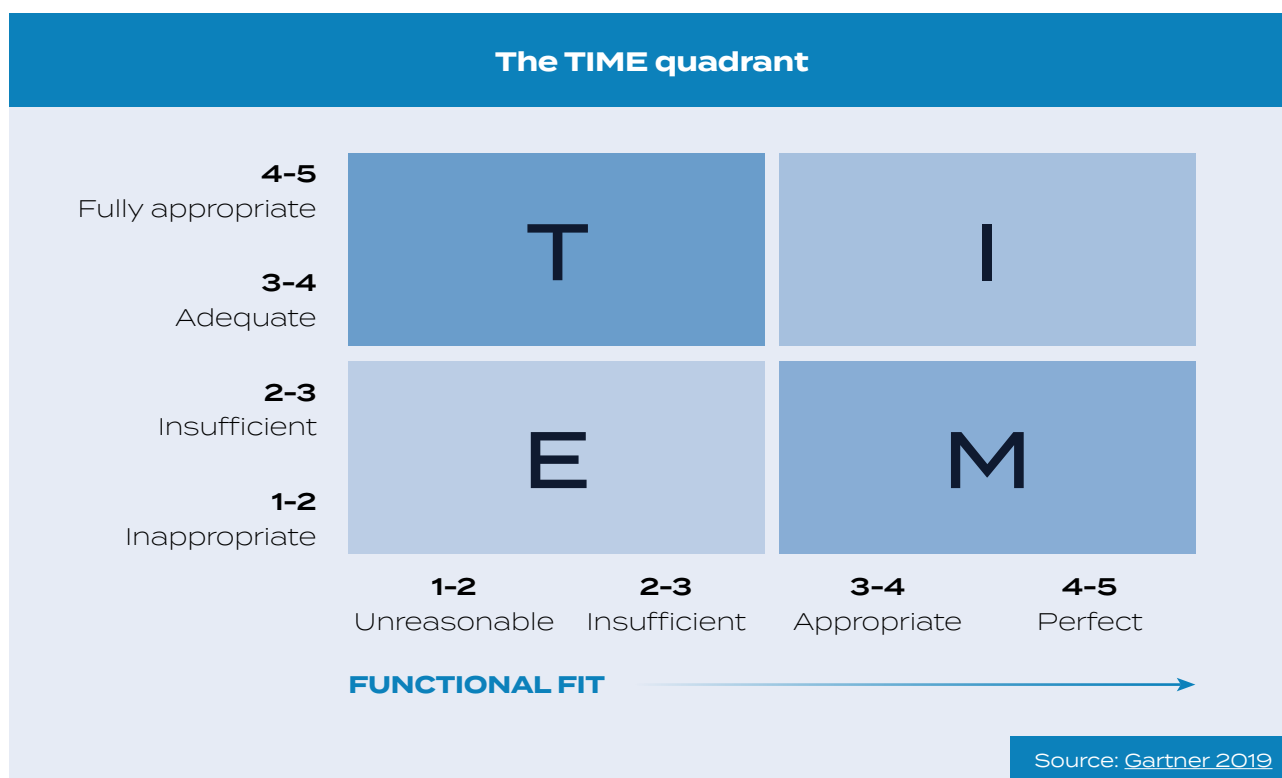 The TIME quadrant
4-5
Fully appropriate
3-4
Adequate
2-3
Insufficient
1-2
Inappropriate
T
I
E
M
1-2
Unreasonable
2-3
Insufficient
3-4
Appropriate
4-5
Perfect
FUNCTIONAL FIT
Source: Gartner 2019